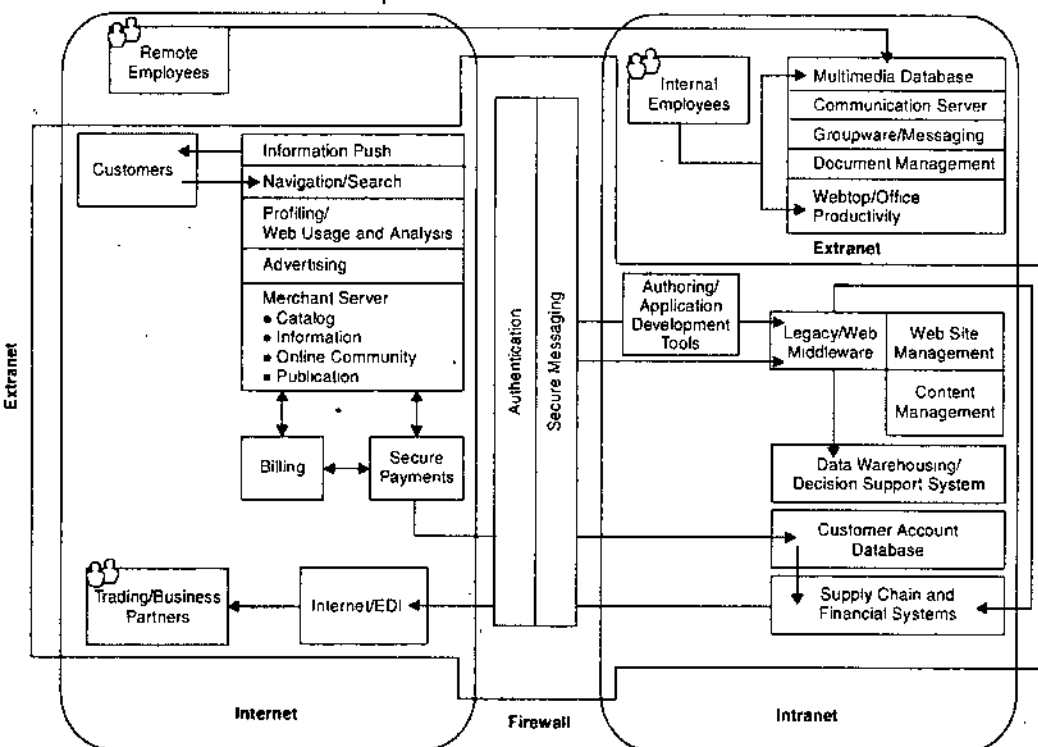 Remote
Employees
Customers
Information Push
Navigation/Search
Profiling/
Web Usage and Analysis
Advertising
Merchant Server
• Catalog
• Information
• Online Community
■ Publication
Billing
Secure
Payments
Trading/Business
Partners
Internet/EDI
Extranet
Internet
Authentication
Secure Messaging
Firewall
Internal
Employees
Multimedia Database
Communication Server
Groupware/Messaging
Document Management
Webtop/Office
Productivity
Extranet
Authoring/
Application
Development
Tools
Legacy/Web
Middleware
Web Site
Management
Content
Management
Data Warehousing/
Decision Support System
Customer Account
Database
Supply Chain and
Financial Systems
Intranet